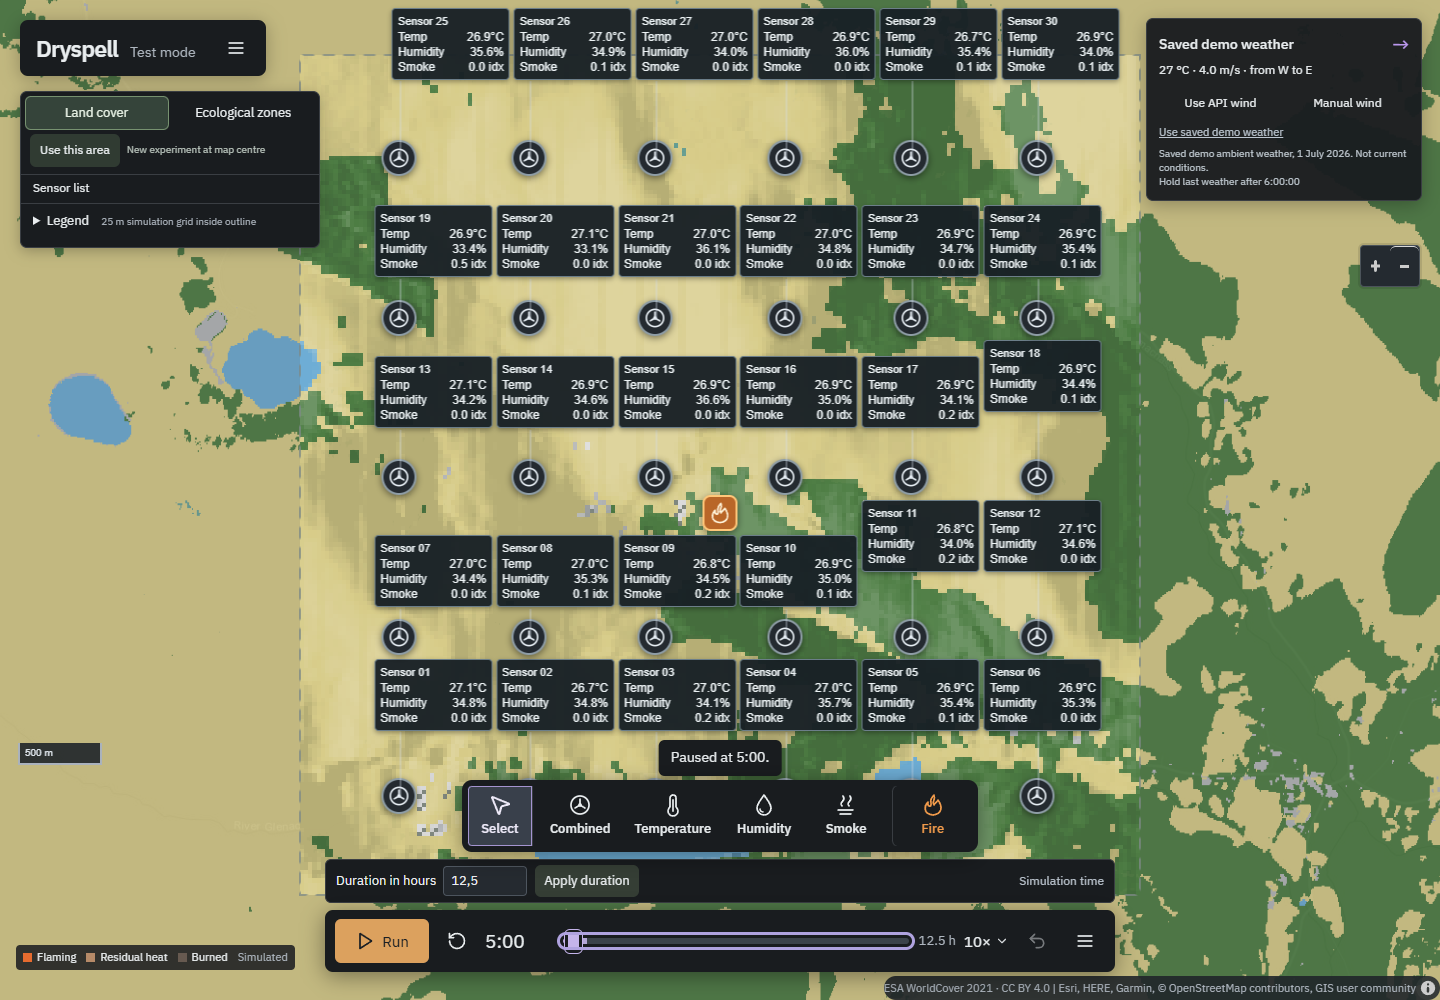 Dryspell Test mode
Land cover
Ecological zones
Use this area
New experiment at map centre
Sensor list
Legend
25 m simulation grid inside outline
Sensor 25
Temp 26.9°C
Humidity 35.6%
Smoke 0.0 idx
Sensor 26
Temp 27.0°C
Humidity 34.9%
Smoke 0.1 idx
Sensor 27
Temp 27.0°C
Humidity 34.0%
Smoke 0.0 idx
Sensor 28
Temp 26.9°C
Humidity 36.0%
Smoke 0.1 idx
Sensor 29
Temp 26.7°C
Humidity 35.4%
Smoke 0.1 idx
Sensor 30
Temp 26.9°C
Humidity 34.0%
Smoke 0.1 idx
Saved demo weather
27 °C · 4.0 m/s · from W to E
Use API wind
Manual wind
Use saved demo weather
Saved demo ambient weather, 1 July 2026. Not current
conditions.
Hold last weather after 6:00:00
+ −
Sensor 19
Temp 26.9°C
Humidity 33.4%
Smoke 0.5 idx
Sensor 20
Temp 27.1°C
Humidity 33.1%
Smoke 0.0 idx
Sensor 21
Temp 27.0°C
Humidity 36.1%
Smoke 0.0 idx
Sensor 22
Temp 27.0°C
Humidity 34.8%
Smoke 0.0 idx
Sensor 23
Temp 26.9°C
Humidity 34.7%
Smoke 0.0 idx
Sensor 24
Temp 26.9°C
Humidity 35.4%
Smoke 0.1 idx
Sensor 13
Temp 27.1°C
Humidity 34.2%
Smoke 0.0 idx
Sensor 14
Temp 26.9°C
Humidity 34.6%
Smoke 0.0 idx
Sensor 15
Temp 26.9°C
Humidity 36.6%
Smoke 0.0 idx
Sensor 16
Temp 26.9°C
Humidity 35.0%
Smoke 0.0 idx
Sensor 17
Temp 26.9°C
Humidity 34.1%
Smoke 0.2 idx
Sensor 18
Temp 26.9°C
Humidity 34.4%
Smoke 0.1 idx
Sensor 07
Temp 27.0°C
Humidity 34.4%
Smoke 0.0 idx
Sensor 08
Temp 27.0°C
Humidity 35.3%
Smoke 0.1 idx
Sensor 09
Temp 26.8°C
Humidity 34.5%
Smoke 0.2 idx
Sensor 10
Temp 26.9°C
Humidity 35.0%
Smoke 0.1 idx
Sensor 11
Temp 26.8°C
Humidity 34.0%
Smoke 0.2 idx
Sensor 12
Temp 27.1°C
Humidity 34.6%
Smoke 0.0 idx
Sensor 01
Temp 27.1°C
Humidity 34.8%
Smoke 0.0 idx
Sensor 02
Temp 26.7°C
Humidity 34.8%
Smoke 0.0 idx
Sensor 03
Temp 27.0°C
Humidity 34.1%
Smoke 0.2 idx
Sensor 04
Temp 27.0°C
Humidity 35.7%
Smoke 0.0 idx
Sensor 05
Temp 26.9°C
Humidity 35.4%
Smoke 0.1 idx
Sensor 06
Temp 26.9°C
Humidity 35.3%
Smoke 0.0 idx
500 m
Paused at 5:00.
Select
Combined
Temperature
Humidity
Smoke
Fire
Duration in hours 12,5 Apply duration
Simulation time
Run
5:00
12.5 h
10×
Flaming
Residual heat
Burned
Simulated
ESA WorldCover 2021 · CC BY 4.0 | Esri, HERE, Garmin, © OpenStreetMap contributors, GIS user community